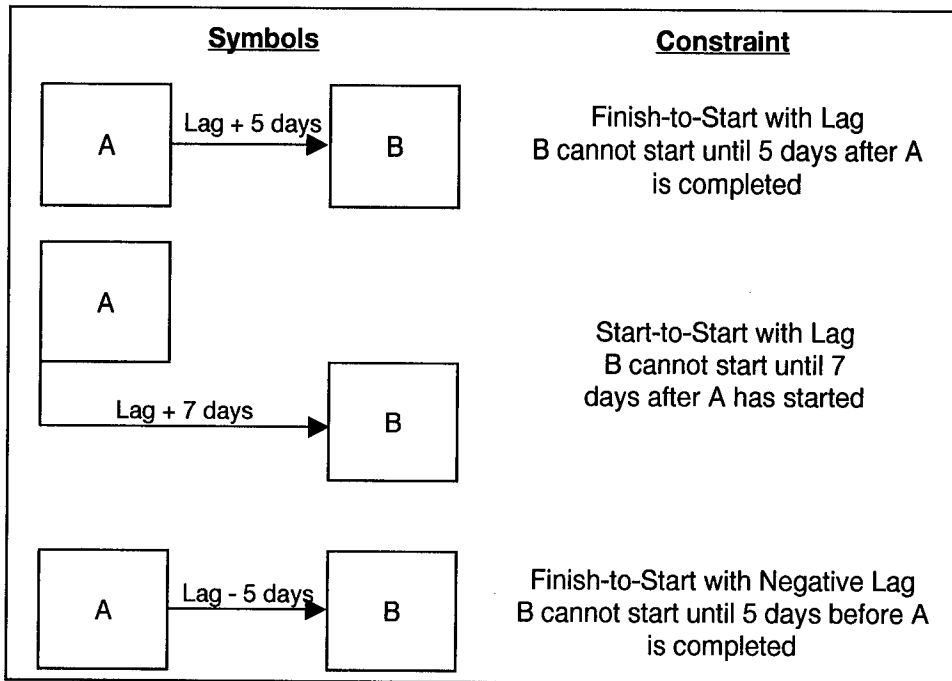 Symbols
Constraint
A
Lag + 5 days
B
Finish-to-Start with Lag
B cannot start until 5 days after A
is completed
A
Lag + 7 days
B
Start-to-Start with Lag
B cannot start until 7
days after A has started
A
Lag - 5 days
B
Finish-to-Start with Negative Lag
B cannot start until 5 days before A
is completed